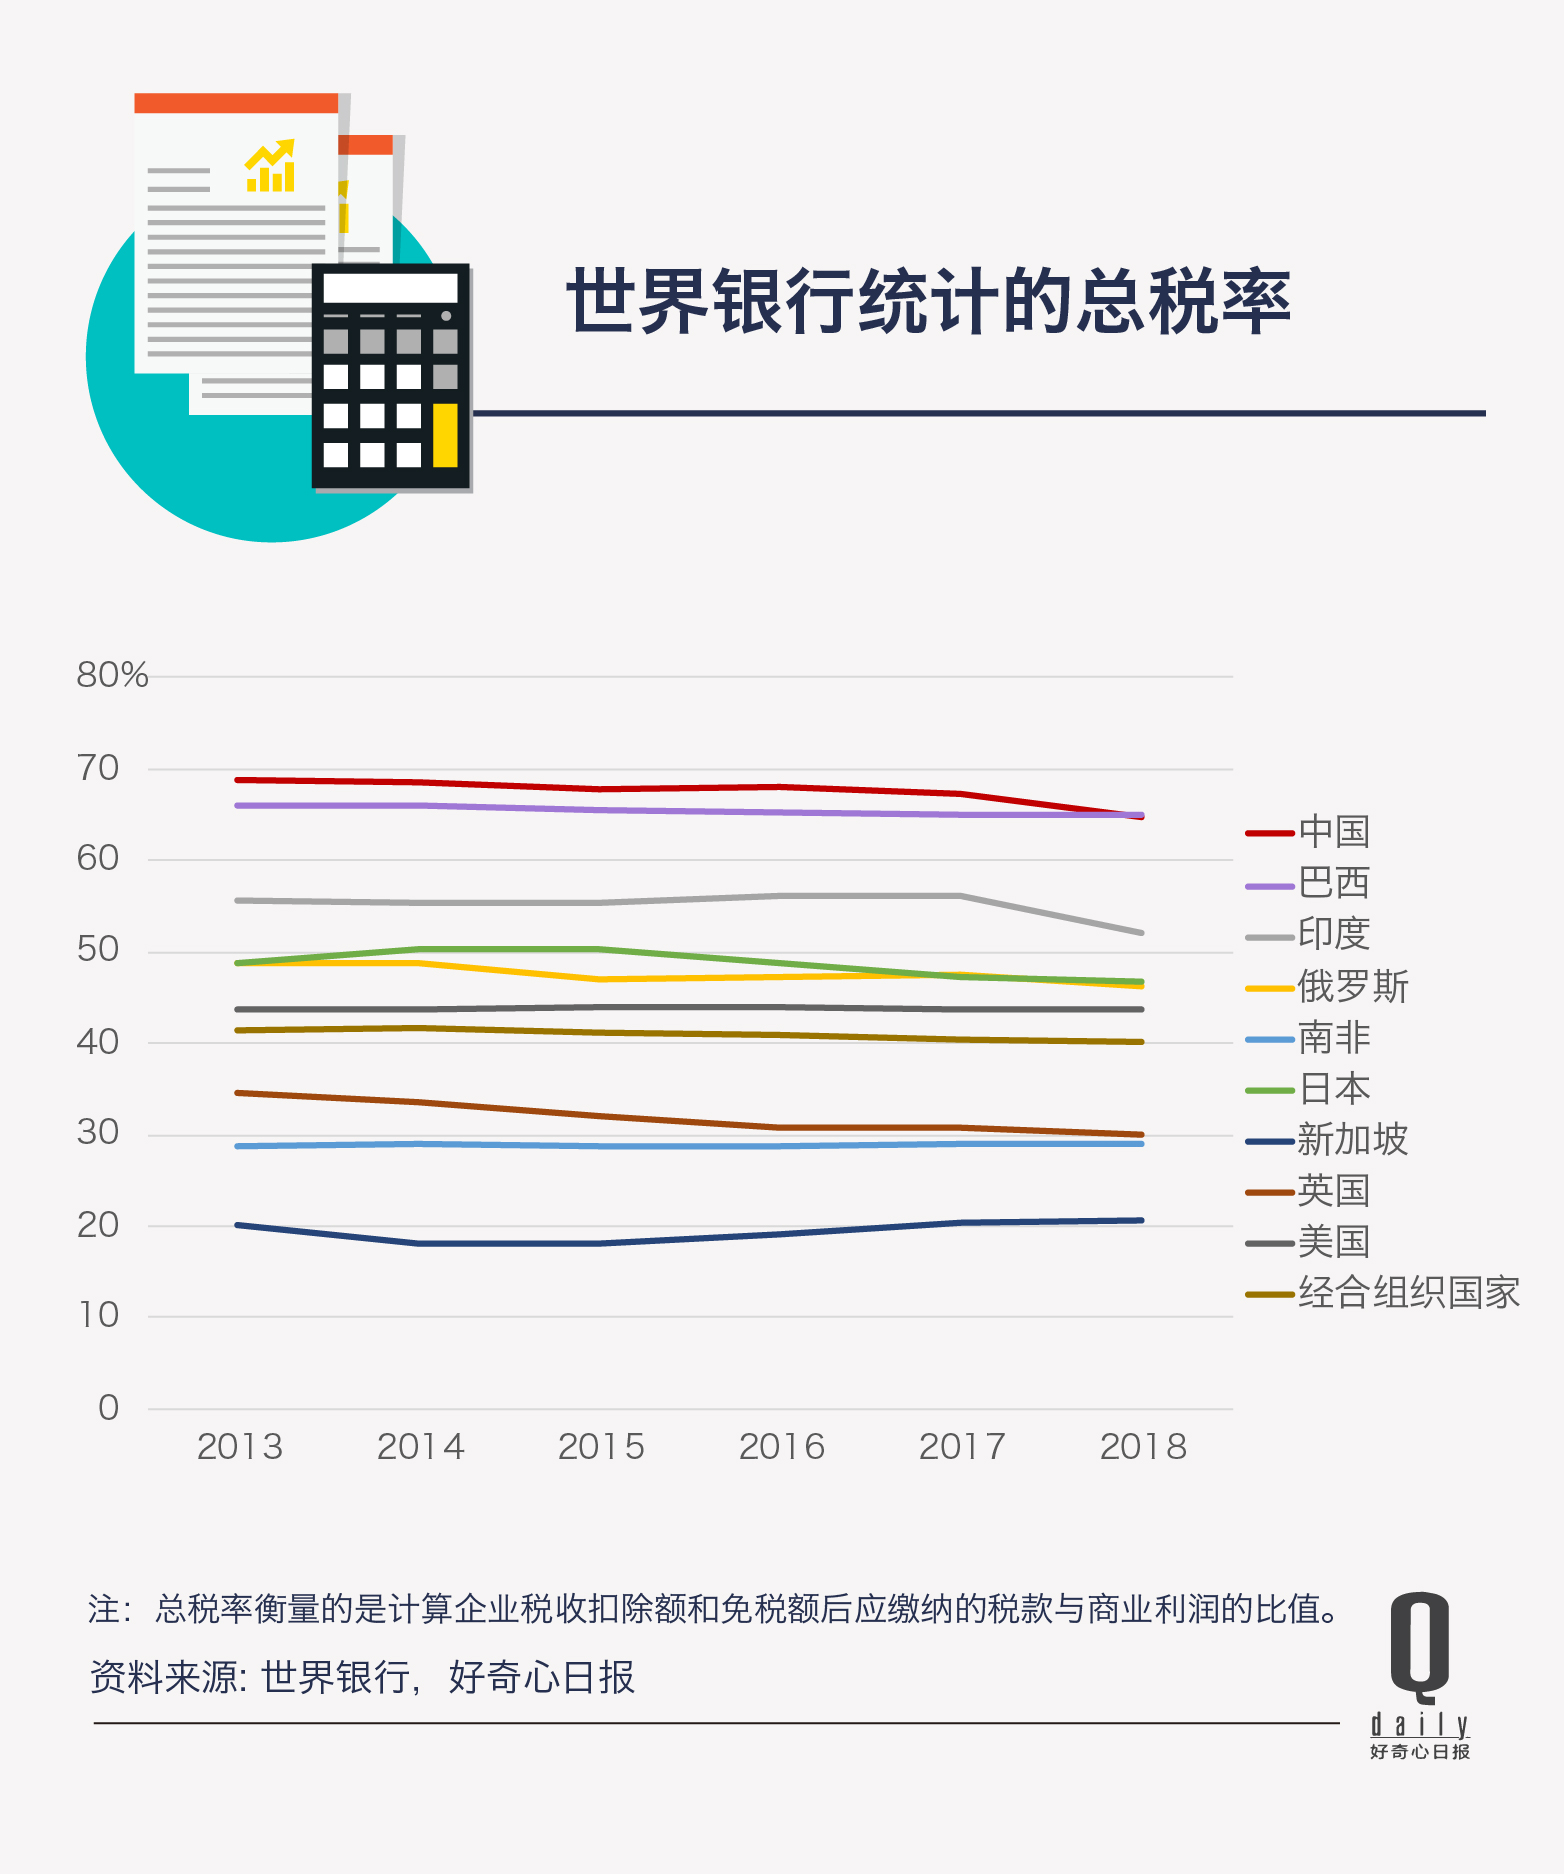 世界银行统计的总税率
80%
70
60
50
40
30
20
10
0
2013 2014 2015 2016 2017 2018
中国
巴西
印度
俄罗斯
南非
日本
新加坡
英国
美国
经合组织国家
注：总税率衡量的是计算企业税收扣除额和免税额后应缴纳的税款与商业利润的比值。
资料来源: 世界银行，好奇心日报
Q
daily
好奇心日报